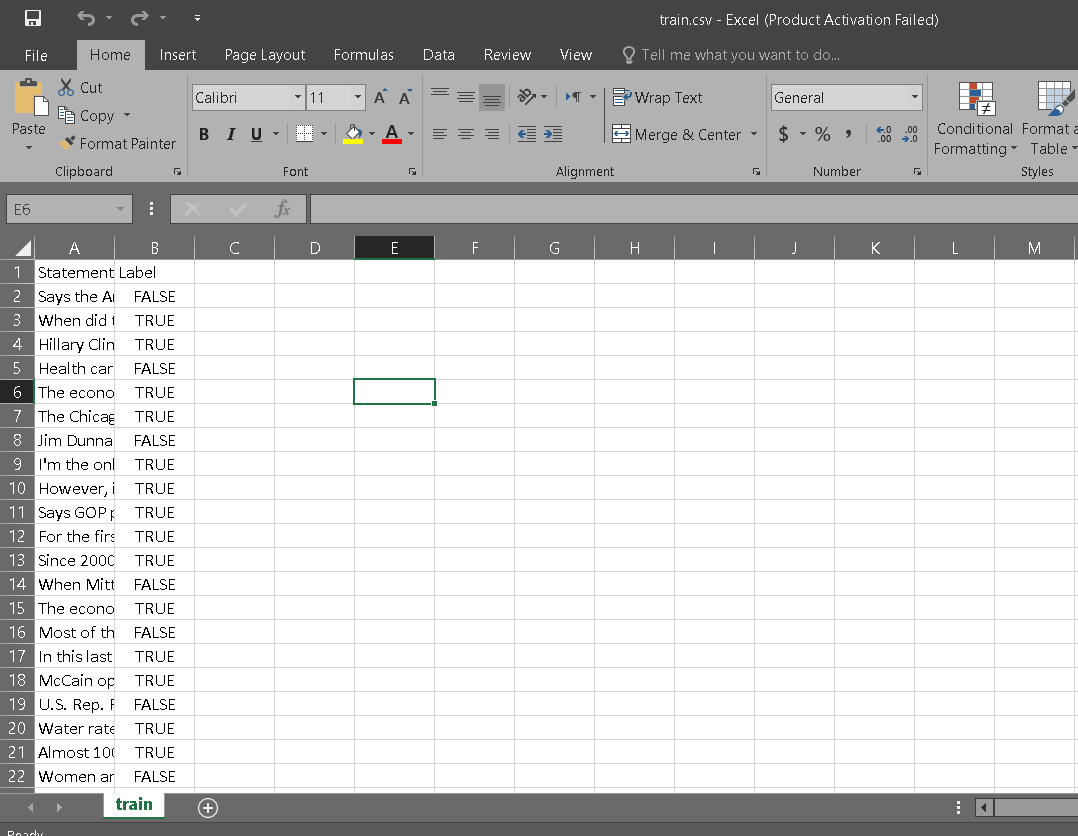 train.csv - Excel (Product Activation Failed)
File Home Insert Page Layout Formulas Data Review View Tell me what you want to do...
Cut
Copy
Format Painter
Paste
Clipboard
Calibri 11
B I U A
Font
Wrap Text
Merge & Center
Alignment
General
$ % ,
Number
Conditional
Formatting
Format a
Table
Styles
E6 fx
A B C D E F G H I J K L M
1 Statement Label
2 Says the Ar FALSE
3 When did t TRUE
4 Hillary Clin TRUE
5 Health car FALSE
6 The econo TRUE
7 The Chicag TRUE
8 Jim Dunna FALSE
9 I'm the onl TRUE
10 However, i TRUE
11 Says GOP p TRUE
12 For the firs TRUE
13 Since 2000 TRUE
14 When Mitt FALSE
15 The econo TRUE
16 Most of th FALSE
17 In this last TRUE
18 McCain op TRUE
19 U.S. Rep. FALSE
20 Water rate TRUE
21 Almost 100 TRUE
22 Women ar FALSE
train